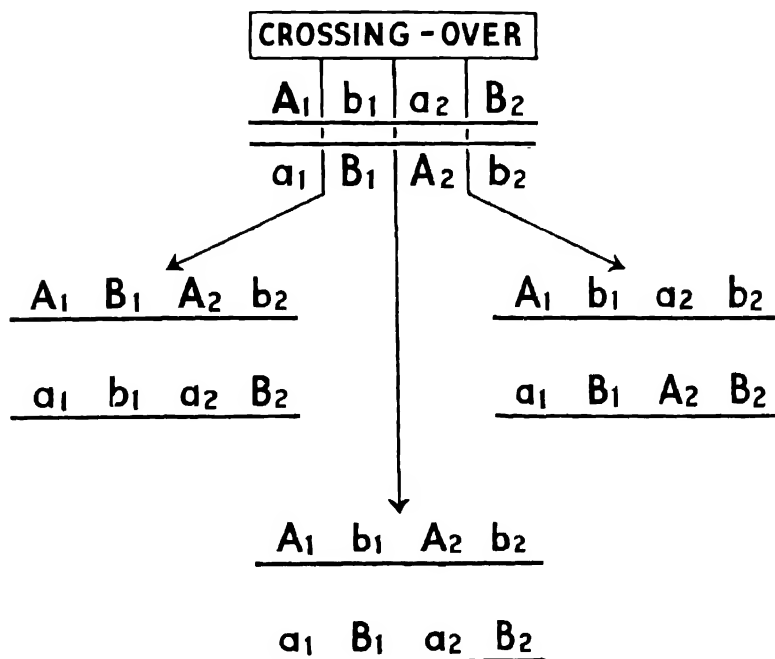 CROSSING-OVER
A₁ b₁ a₂ B₂
a₁ B₁ A₂ b₂
A₁ B₁ A₂ b₂
a₁ b₁ a₂ B₂
A₁ b₁ a₂ b₂
a₁ B₁ A₂ B₂
A₁ b₁ A₂ b₂
a₁ B₁ a₂ B₂